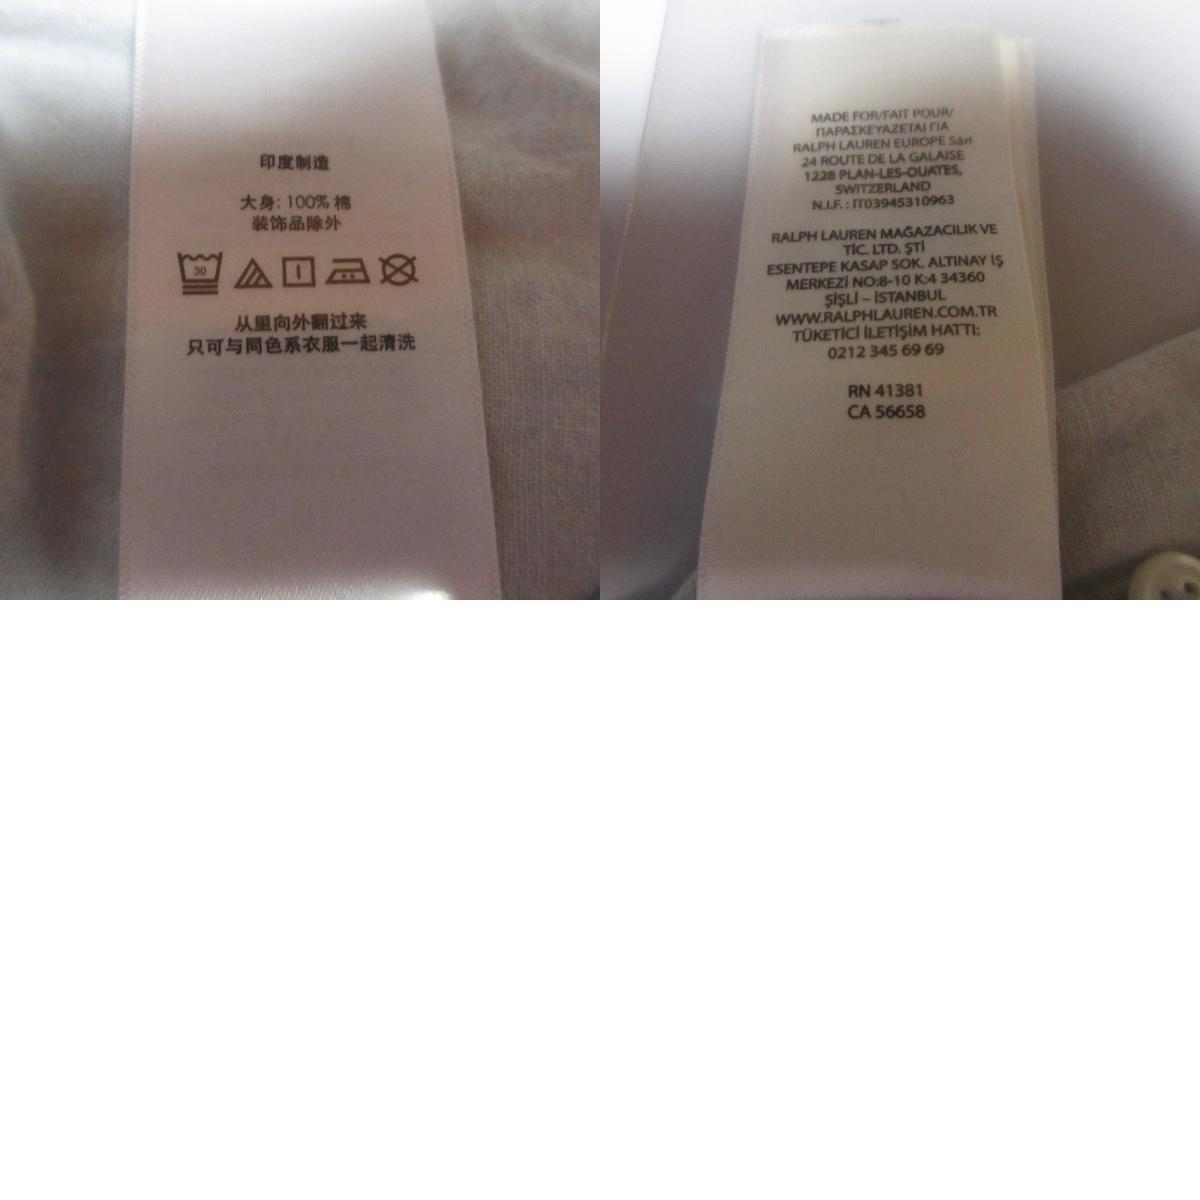 印度制造
大身: 100% 棉
装饰品除外
30
从里向外翻过来
只可与同色系衣服一起清洗
MADE FOR/FAIT POUR/
ΠΑΡΑΣΚΕΥΑΖΕΤΑΙ ΓΙΑ
RALPH LAUREN EUROPE Sàrl
24 ROUTE DE LA GALAISE
1228 PLAN-LES-OUATES,
SWITZERLAND
N.I.F. : IT03945310963
RALPH LAUREN MAĞAZACILIK VE
TİC. LTD. ŞTİ
ESENTEPE KASAP SOK. ALTINAY İŞ
MERKEZİ NO:8-10 K:4 34360
ŞİŞLİ – İSTANBUL
WWW.RALPHLAUREN.COM.TR
TÜKETİCİ İLETİŞİM HATTI:
0212 345 69 69
RN 41381
CA 56658